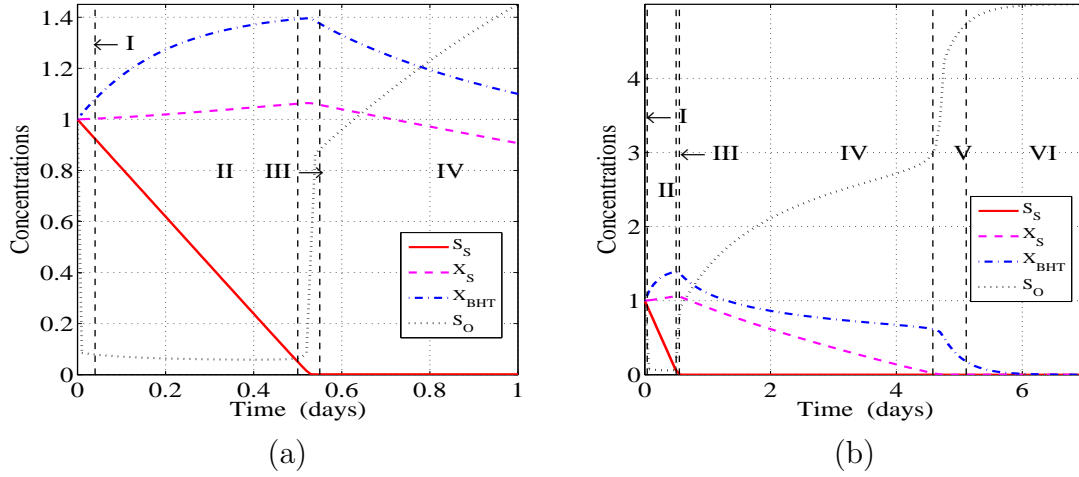 1.4
1.2
1
0.8
0.6
0.4
0.2
0
Concentrations
I
II
III
IV
S_S
X_S
X_BHT
S_O
0
0.2
0.4
0.6
0.8
1
Time (days)
(a)
4
3
2
1
0
Concentrations
I
II
III
IV
V
VI
S_S
X_S
X_BHT
S_O
0
2
4
6
Time (days)
(b)